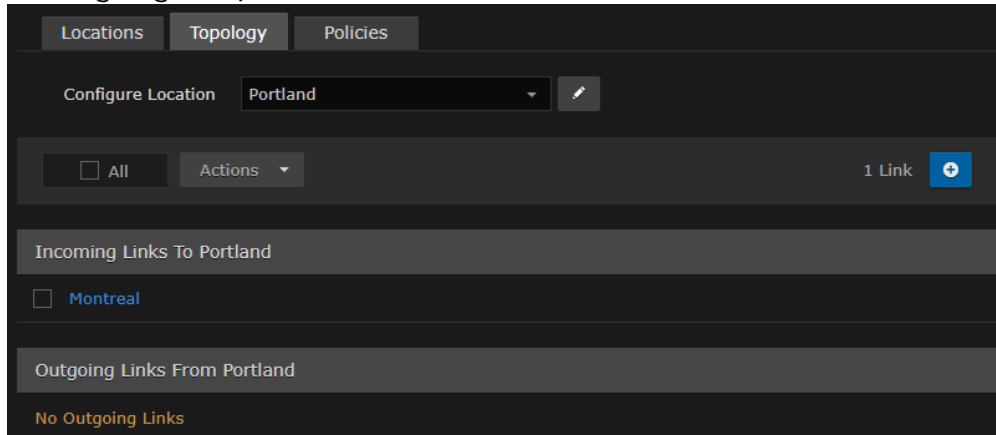 Locations Topology Policies
Configure Location Portland
All Actions 1 Link
Incoming Links To Portland
Montreal
Outgoing Links From Portland
No Outgoing Links